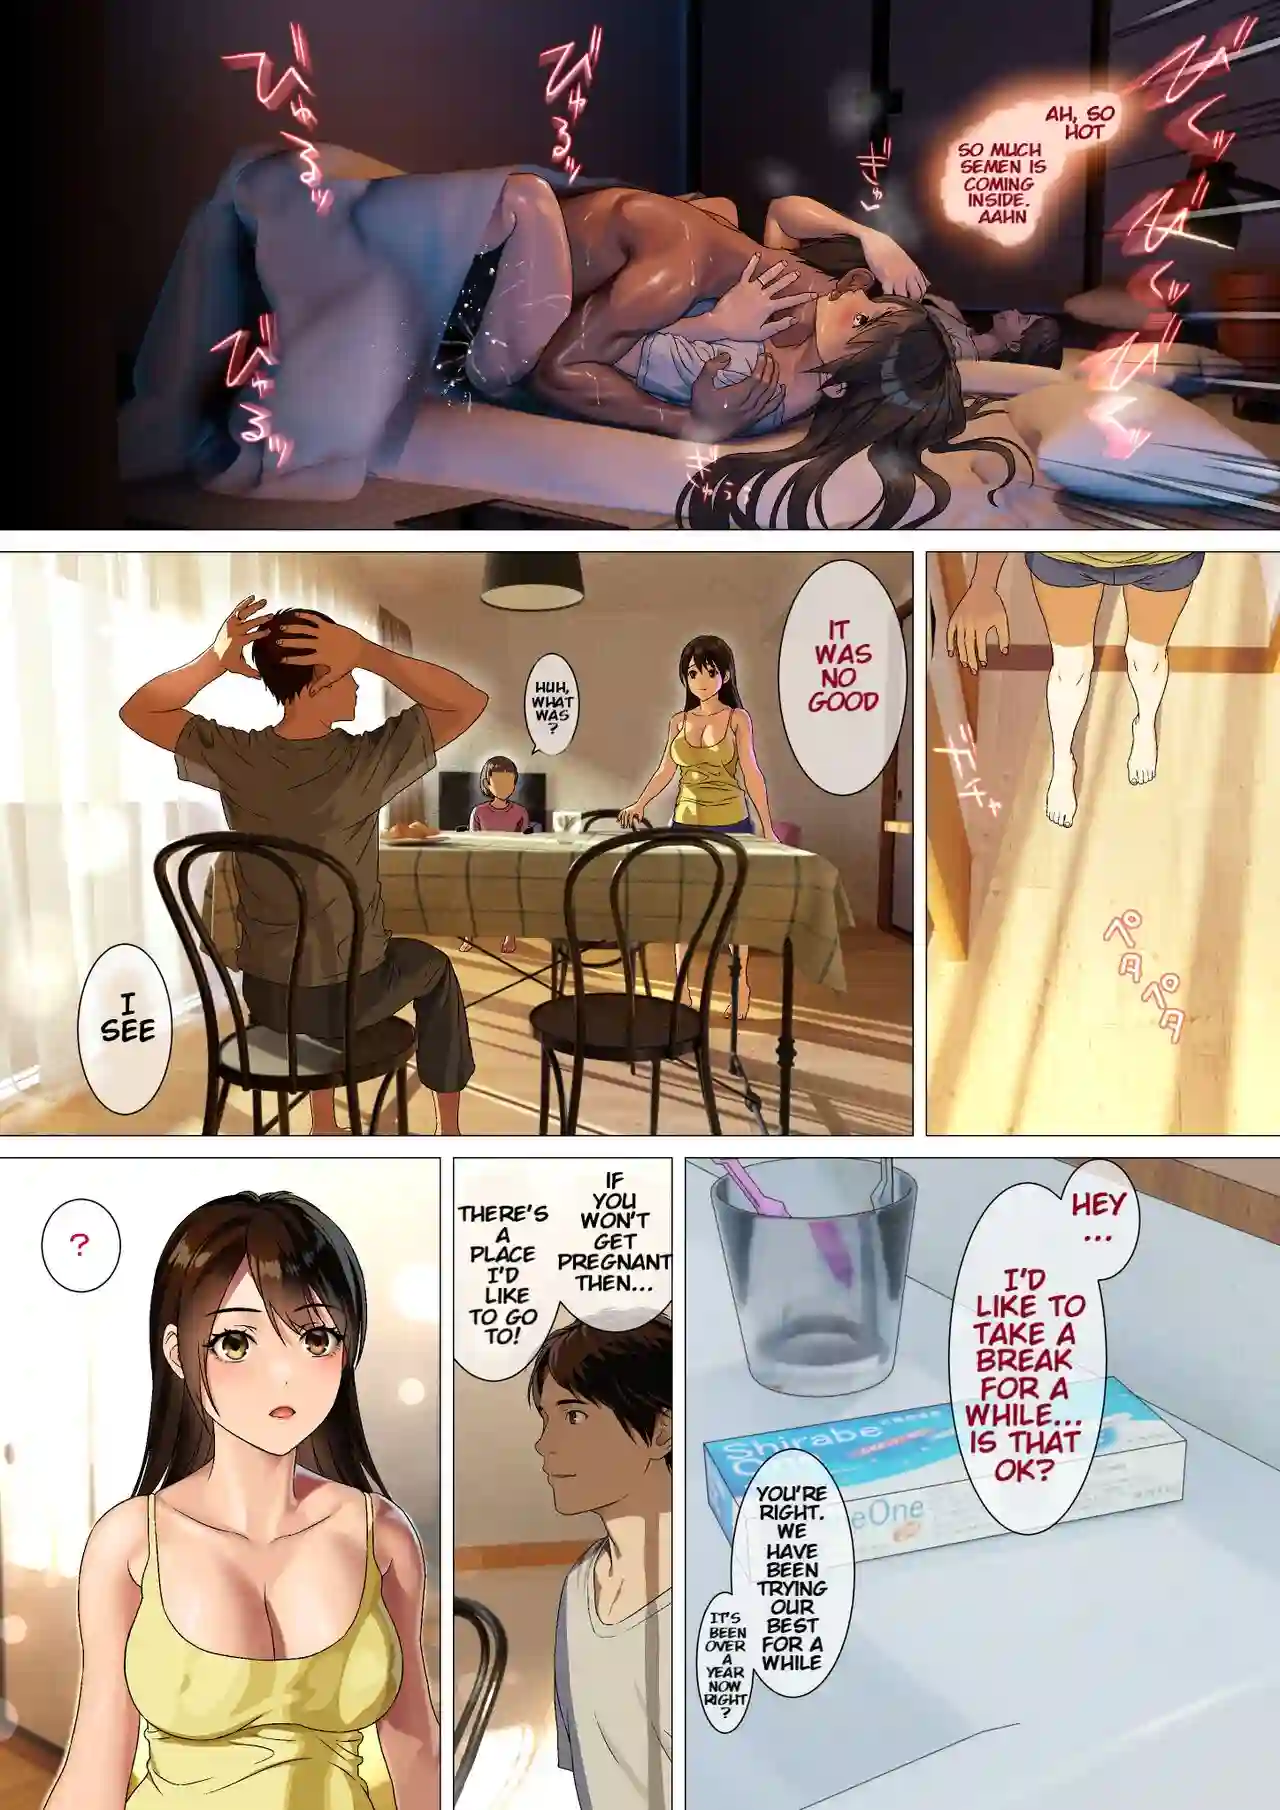 びゅくッ
AH, SO
HOT
SO MUCH
SEMEN IS
COMING
INSIDE.
AAHN
びゅるッ
びゅるるッ
ペタ
ペタ
IT
WAS
NO
GOOD
HUH,
WHAT
WAS
?
I
SEE
HEY
...
I'D
LIKE TO
TAKE A
BREAK
FOR A
WHILE...
IS THAT
OK?
YOU'RE
RIGHT.
WE
HAVE
BEEN
TRYING
OUR
BEST
FOR A
WHILE
IT'S
BEEN
OVER
A
YEAR
NOW
RIGHT
?
Shirabe
One
eOne
IF
YOU
WON'T
GET
PREGNANT
THEN...
THERE'S
A
PLACE
I'D
LIKE
TO GO
TO!
?